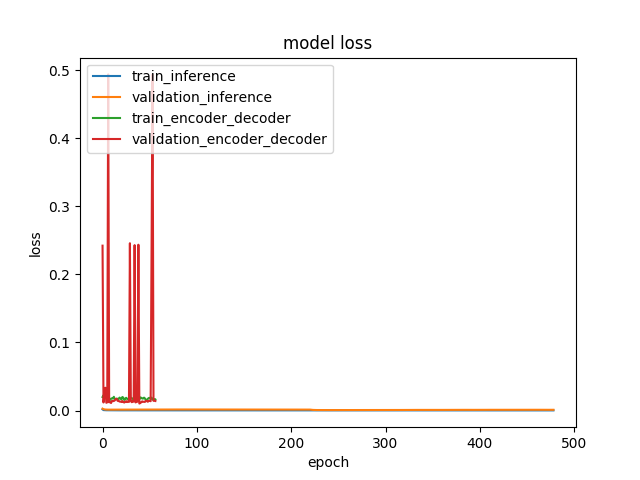 model loss
train_inference
validation_inference
train_encoder_decoder
validation_encoder_decoder
0.5
0.4
0.3
0.2
0.1
0.0
loss
0
100
200
300
400
500
epoch